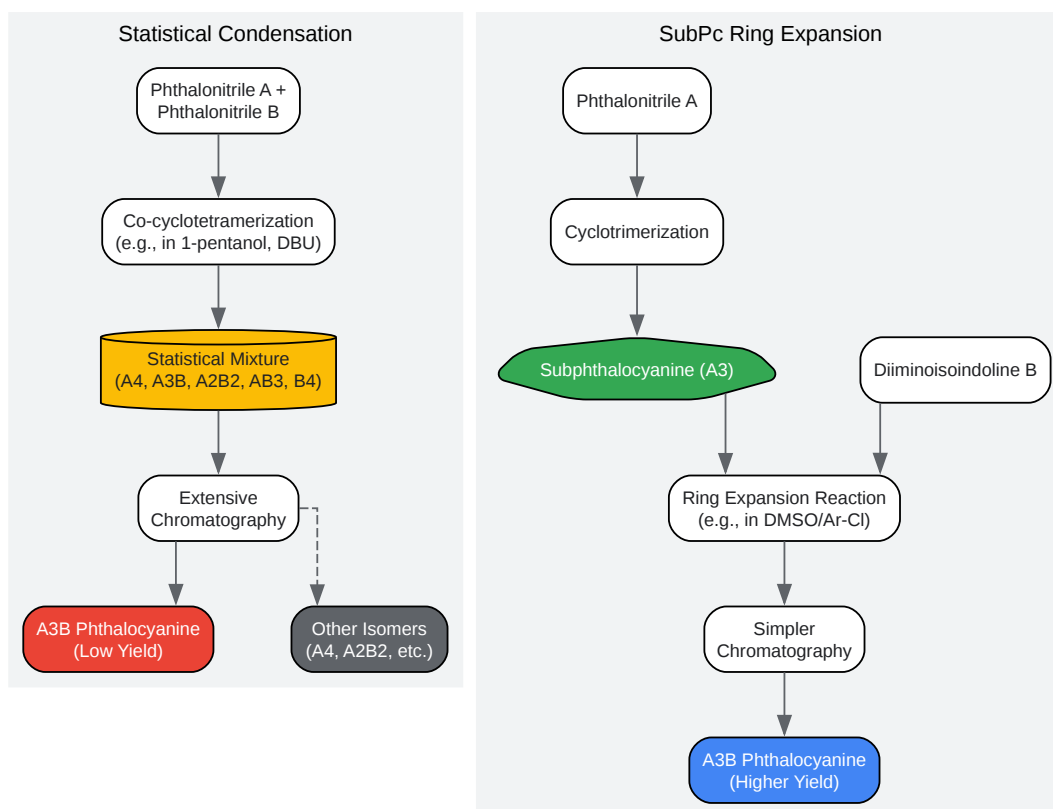 Statistical Condensation
Phthalonitrile A +
Phthalonitrile B
Co-cyclotetramerization
(e.g., in 1-pentanol, DBU)
Statistical Mixture
(A4, A3B, A2B2, AB3, B4)
Extensive
Chromatography
A3B Phthalocyanine
(Low Yield)
Other Isomers
(A4, A2B2, etc.)
SubPc Ring Expansion
Phthalonitrile A
Cyclotrimerization
Subphthalocyanine (A3)
Diiminoisoindoline B
Ring Expansion Reaction
(e.g., in DMSO/Ar-Cl)
Simpler
Chromatography
A3B Phthalocyanine
(Higher Yield)